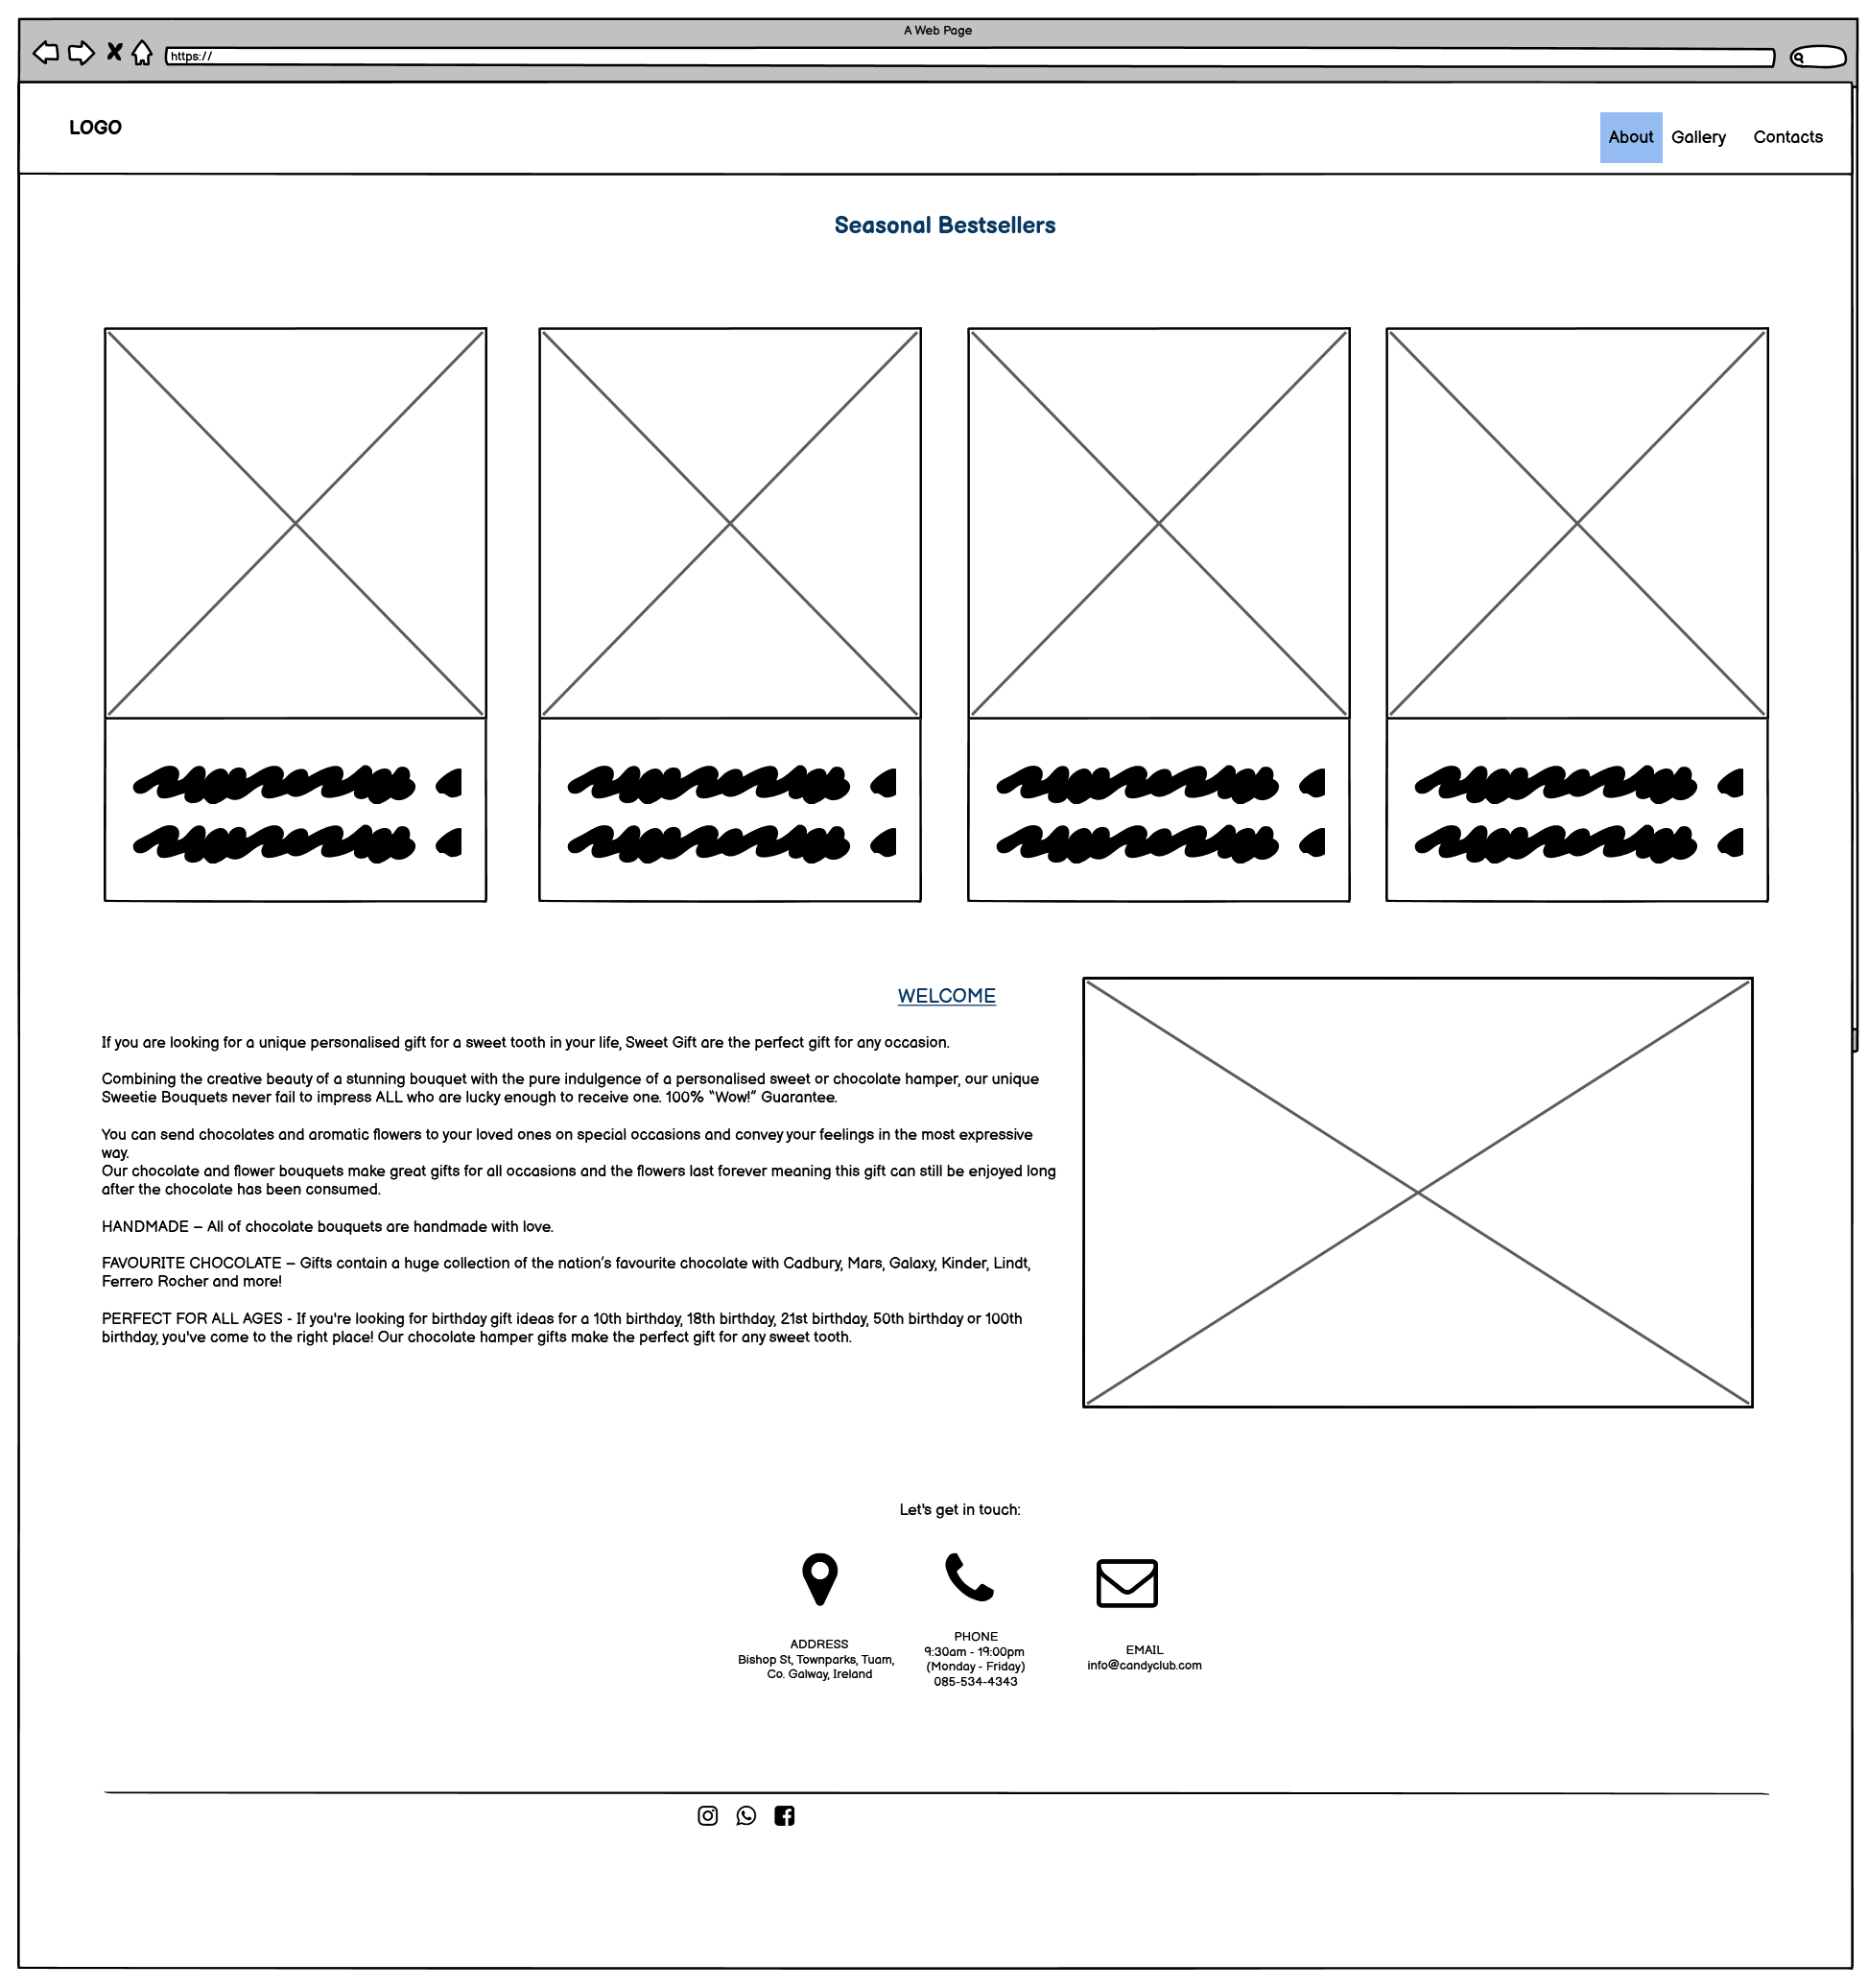 A Web Page
https://
LOGO
About
Gallery
Contacts
Seasonal Bestsellers
WELCOME
If you are looking for a unique personalised gift for a sweet tooth in your life, Sweet Gift are the perfect gift for any occasion.
Combining the creative beauty of a stunning bouquet with the pure indulgence of a personalised sweet or chocolate hamper, our unique
Sweetie Bouquets never fail to impress ALL who are lucky enough to receive one. 100% “Wow!” Guarantee.
You can send chocolates and aromatic flowers to your loved ones on special occasions and convey your feelings in the most expressive
way.
Our chocolate and flower bouquets make great gifts for all occasions and the flowers last forever meaning this gift can still be enjoyed long
after the chocolate has been consumed.
HANDMADE – All of chocolate bouquets are handmade with love.
FAVOURITE CHOCOLATE – Gifts contain a huge collection of the nation’s favourite chocolate with Cadbury, Mars, Galaxy, Kinder, Lindt,
Ferrero Rocher and more!
PERFECT FOR ALL AGES - If you're looking for birthday gift ideas for a 10th birthday, 18th birthday, 21st birthday, 50th birthday or 100th
birthday, you've come to the right place! Our chocolate hamper gifts make the perfect gift for any sweet tooth.
Let's get in touch:
ADDRESS
Bishop St, Townparks, Tuam,
Co. Galway, Ireland
PHONE
9:30am - 19:00pm
(Monday - Friday)
085-534-4343
EMAIL
info@candyclub.com